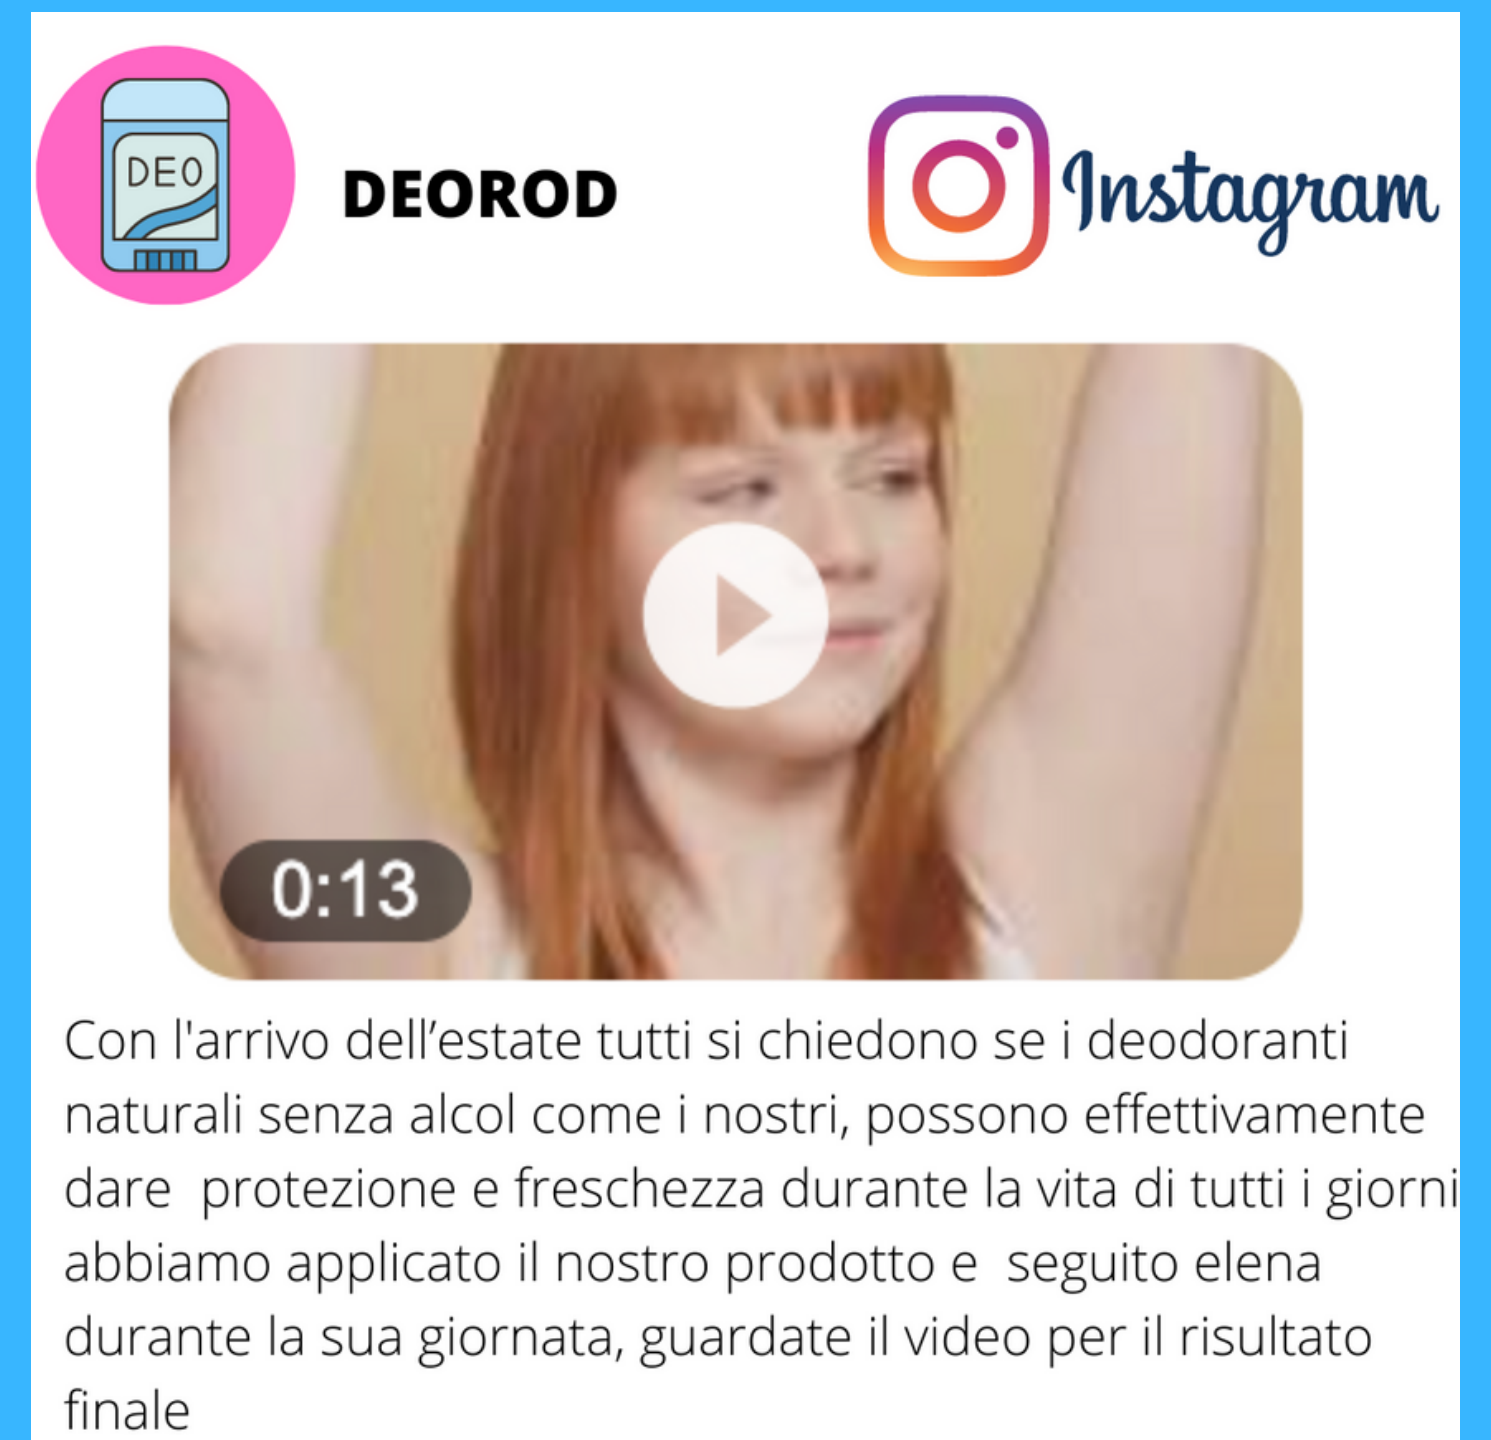 DEO
DEOROD
Instagram
0:13
Con l'arrivo dell’estate tutti si chiedono se i deodoranti
naturali senza alcol come i nostri, possono effettivamente
dare  protezione e freschezza durante la vita di tutti i giorni
abbiamo applicato il nostro prodotto e  seguito elena
durante la sua giornata, guardate il video per il risultato
finale